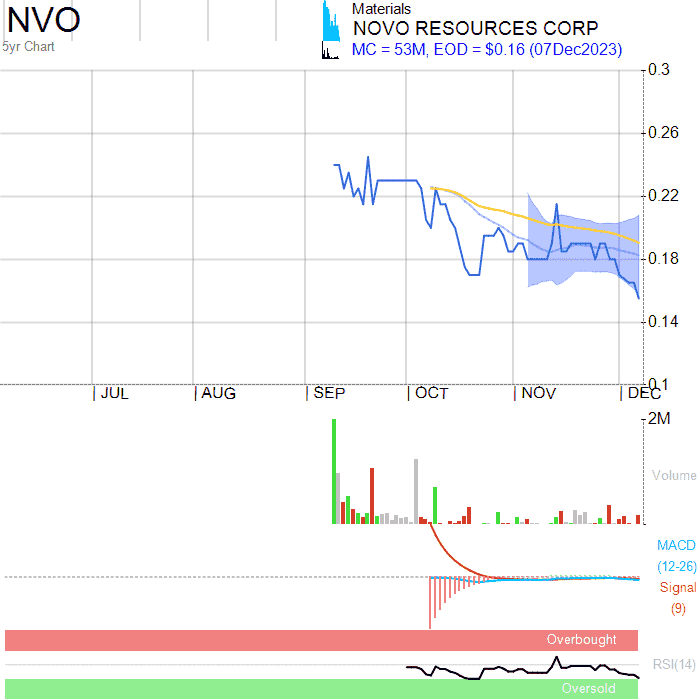 NVO
5yr Chart
Materials
NOVO RESOURCES CORP
MC = 53M, EOD = $0.16 (07Dec2023)
0.3
0.26
0.22
0.18
0.14
0.1
JUL AUG SEP OCT NOV DEC
2M
Volume
MACD
(12-26)
Signal
(9)
Overbought
RSI(14)
Oversold